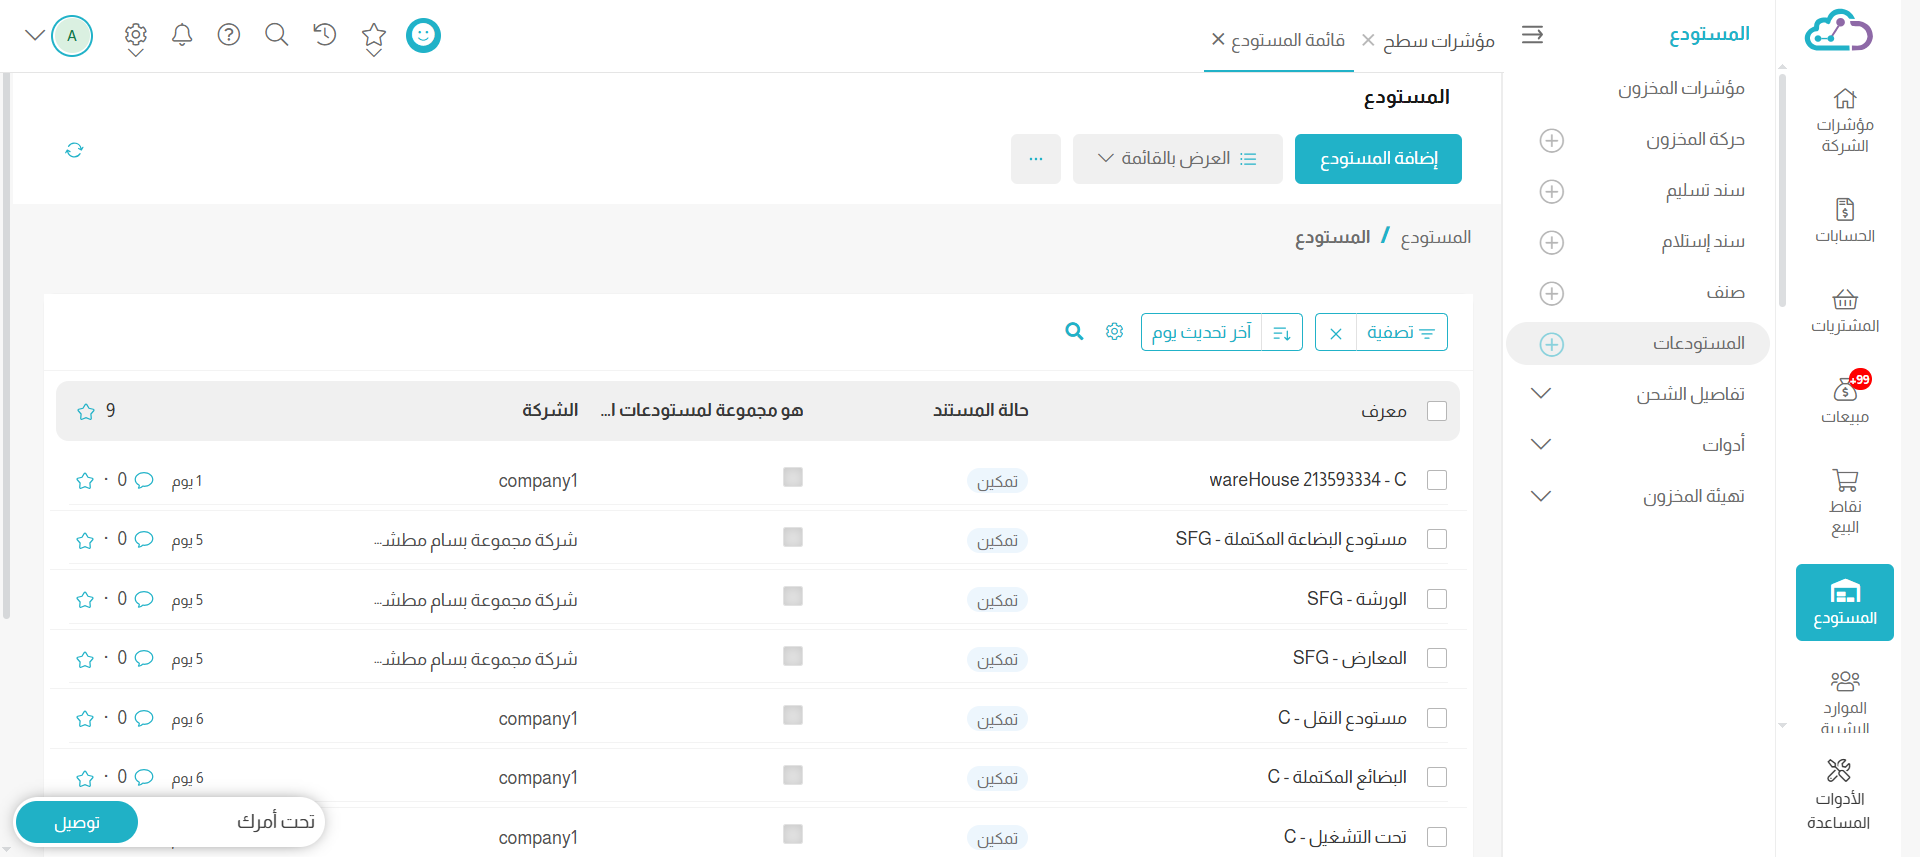 المستودع
مؤشرات سطح
قائمة المستودع
A
مؤشرات الشركة
الحسابات
المشتريات
+99
مبيعات
نقاط البيع
المستودع
الموارد البشرية
الأدوات المساعدة
مؤشرات المخزون
حركة المخزون
سند تسليم
سند إستلام
صنف
المستودعات
تفاصيل الشحن
أدوات
تهيئة المخزون
المستودع
إضافة المستودع
العرض بالقائمة
...
المستودع / المستودع
تصفية
آخر تحديث يوم
معرف حالة المستند هو مجموعة لمستودعات ا... الشركة 9
wareHouse 213593334 - C تمكين company1 1 يوم 0 ·
مستودع البضاعة المكتملة - SFG تمكين شركة مجموعة بسام مطشـ... 5 يوم 0 ·
الورشة - SFG تمكين شركة مجموعة بسام مطشـ... 5 يوم 0 ·
المعارض - SFG تمكين شركة مجموعة بسام مطشـ... 5 يوم 0 ·
مستودع النقل - C تمكين company1 6 يوم 0 ·
البضائع المكتملة - C تمكين company1 6 يوم 0 ·
تحت التشغيل - C تمكين company1
تحت أمرك
توصيل